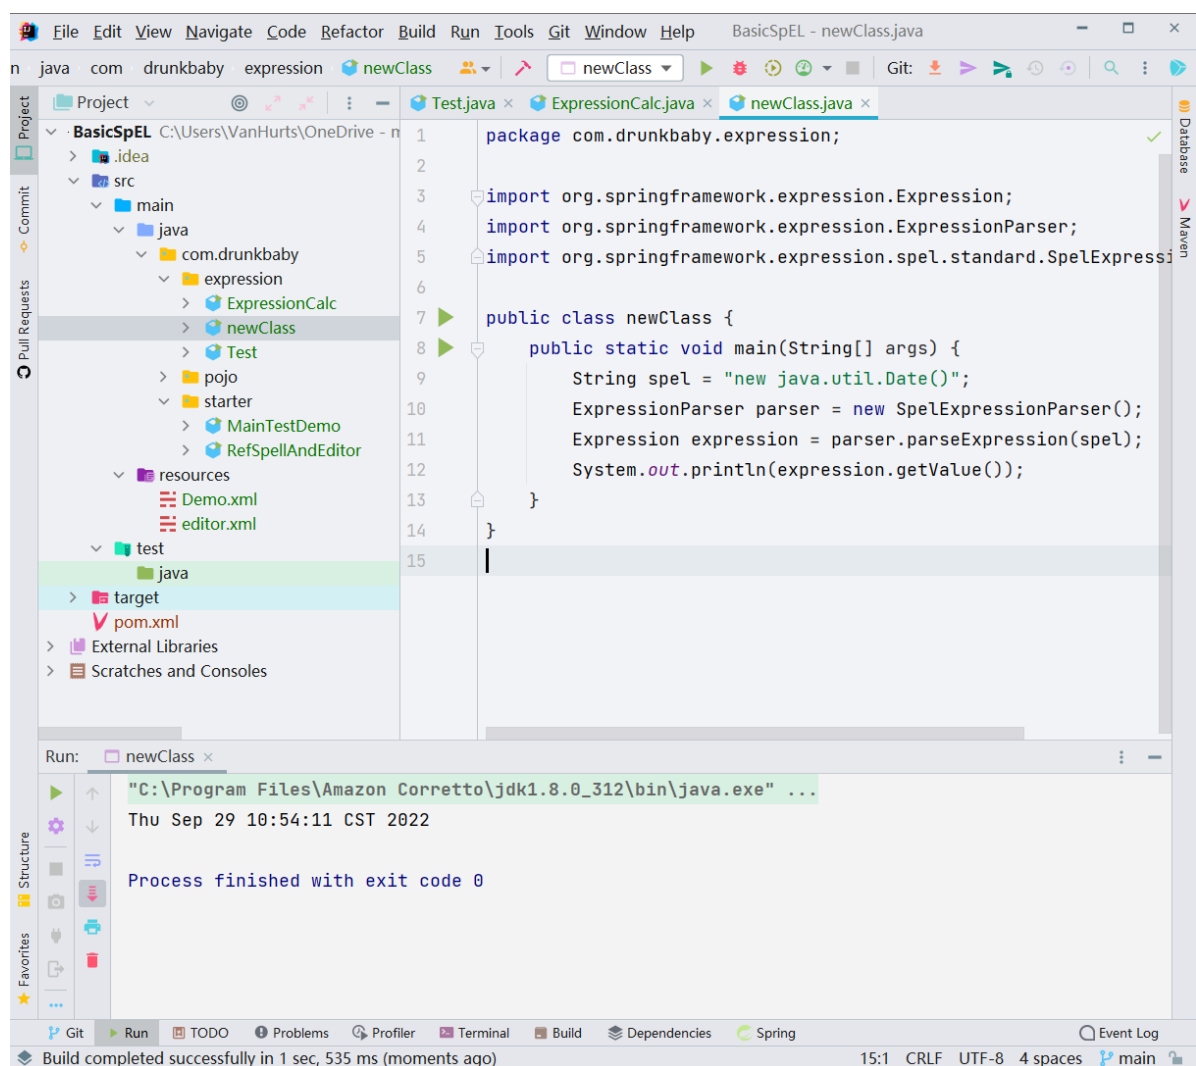 File Edit View Navigate Code Refactor Build Run Tools Git Window Help BasicSpEL - newClass.java
n java com drunkbaby expression newClass newClass Git:
Project
Test.java ExpressionCalc.java newClass.java
BasicSpEL C:\Users\VanHurts\OneDrive - m
.idea
src
main
java
com.drunkbaby
expression
ExpressionCalc
newClass
Test
pojo
starter
MainTestDemo
RefSpellAndEditor
resources
Demo.xml
editor.xml
test
java
target
pom.xml
External Libraries
Scratches and Consoles
1 package com.drunkbaby.expression;
2
3 import org.springframework.expression.Expression;
4 import org.springframework.expression.ExpressionParser;
5 import org.springframework.expression.spel.standard.SpelExpressi
6
7 public class newClass {
8 public static void main(String[] args) {
9 String spel = "new java.util.Date()";
10 ExpressionParser parser = new SpelExpressionParser();
11 Expression expression = parser.parseExpression(spel);
12 System.out.println(expression.getValue());
13 }
14 }
15
Project
Commit
Pull Requests
Database
Maven
Run: newClass
"C:\Program Files\Amazon Corretto\jdk1.8.0_312\bin\java.exe" ...
Thu Sep 29 10:54:11 CST 2022
Process finished with exit code 0
Structure
Favorites
Git Run TODO Problems Profiler Terminal Build Dependencies Spring Event Log
Build completed successfully in 1 sec, 535 ms (moments ago) 15:1 CRLF UTF-8 4 spaces main